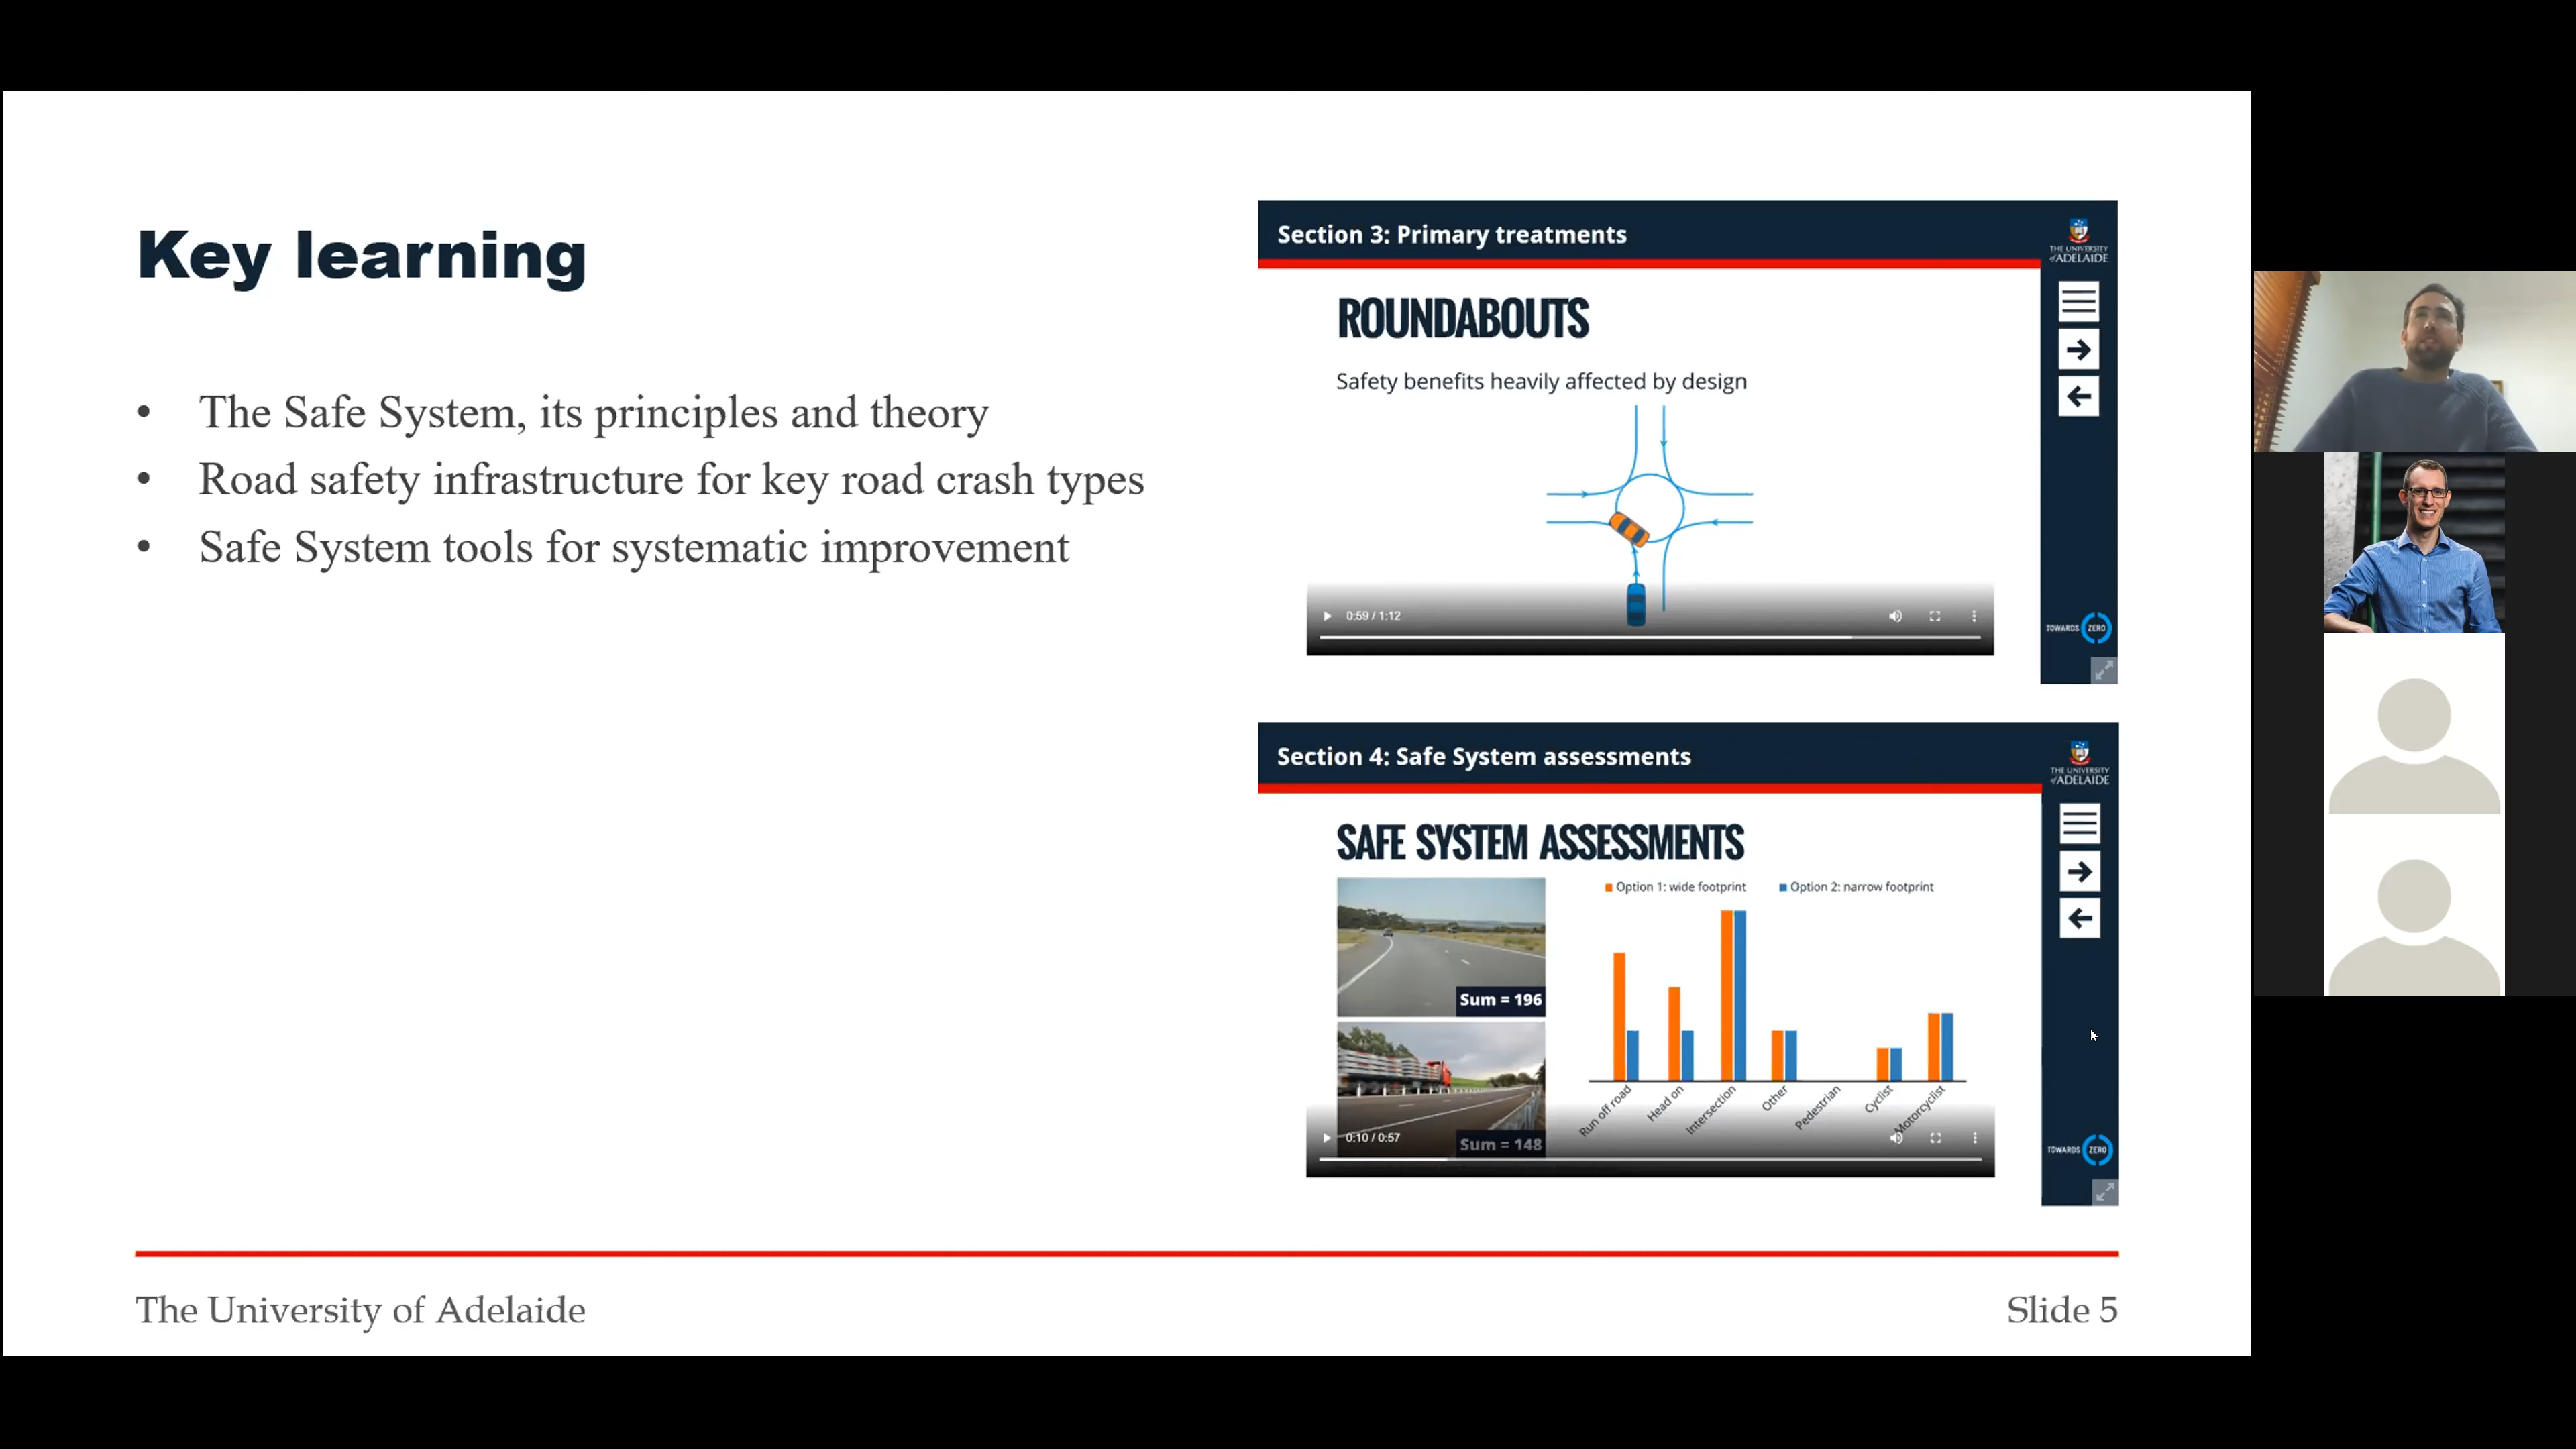 Key learning
• The Safe System, its principles and theory
• Road safety infrastructure for key road crash types
• Safe System tools for systematic improvement
Section 3: Primary treatments
THE UNIVERSITY
of ADELAIDE
ROUNDABOUTS
Safety benefits heavily affected by design
0:59 / 1:12
TOWARDS ZERO
Section 4: Safe System assessments
THE UNIVERSITY
of ADELAIDE
SAFE SYSTEM ASSESSMENTS
Option 1: wide footprint Option 2: narrow footprint
Sum = 196
Run off road Head on Intersection Other Pedestrian Cyclist Motorcyclist
0:10 / 0:57
Sum = 148
TOWARDS ZERO
The University of Adelaide
Slide 5